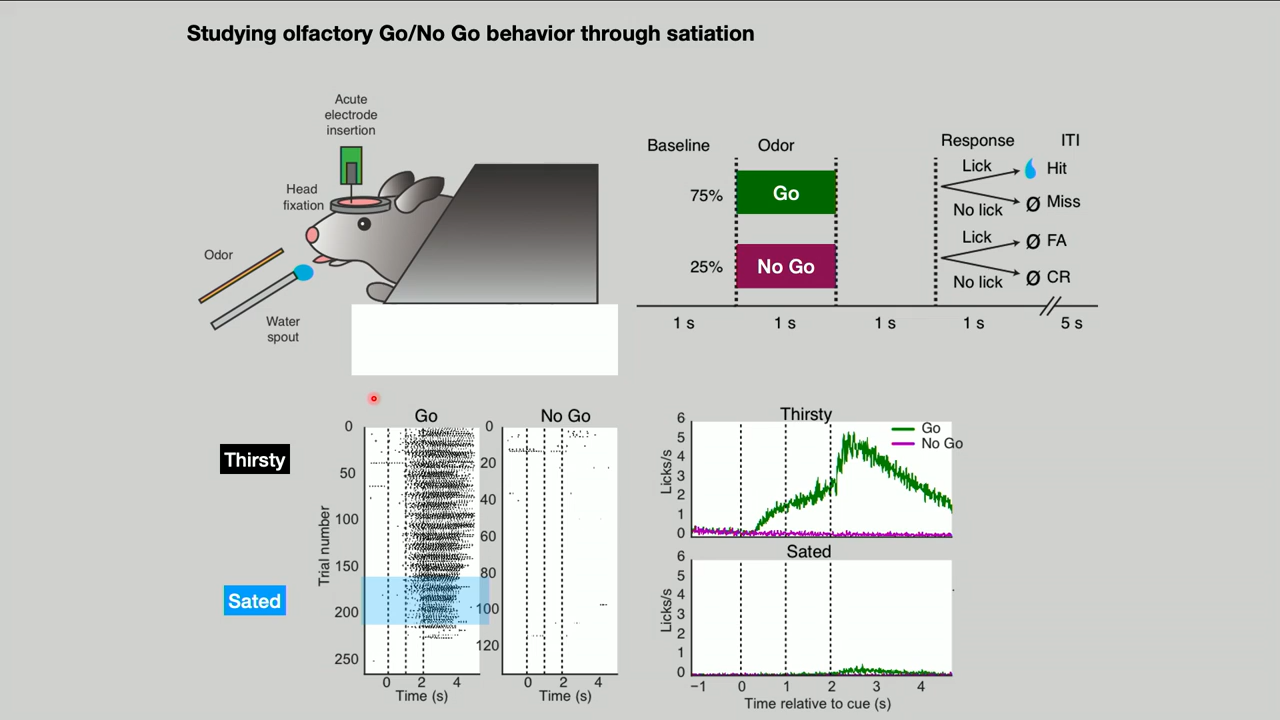 Studying olfactory Go/No Go behavior through satiation
Acute
electrode
insertion
Head
fixation
Odor
Water
spout
Baseline
Odor
Response
ITI
75%
Go
Lick
Hit
No lick
Ø Miss
25%
No Go
Lick
Ø FA
No lick
Ø CR
1 s
1 s
1 s
1 s
5 s
Thirsty
Sated
Go
Trial number
0
50
100
150
200
250
0
2
4
Time (s)
No Go
0
20
40
60
80
100
120
0
2
4
Time (s)
Thirsty
Go
No Go
Licks/s
6
5
4
3
2
1
0
Sated
Licks/s
6
5
4
3
2
1
0
−1
0
1
2
3
4
Time relative to cue (s)